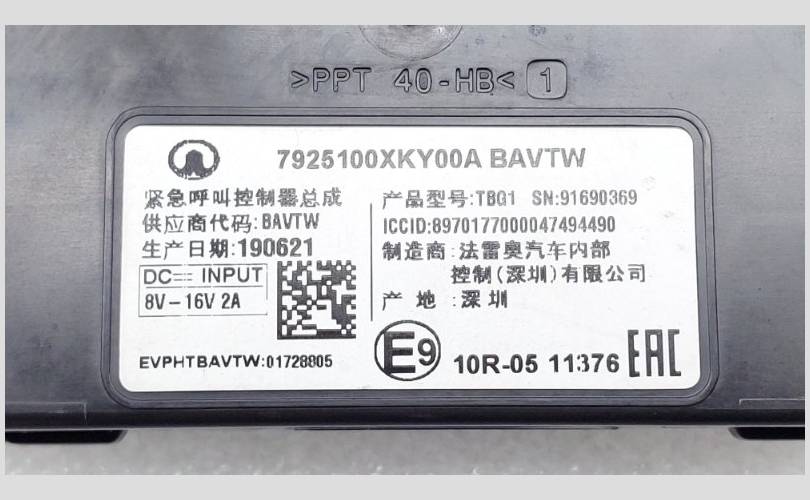 >PPT 40-HB< 1
7925100XKY00A BAVTW
紧急呼叫控制器总成
供应商代码:BAVTW
生产日期:190621
DC INPUT
8V-16V 2A
EVPHTBAVTW:01728805
产品型号:TBG1 SN:91690369
ICCID:8970177000047494490
制造商:法雷奥汽车内部
控制(深圳)有限公司
产 地 :深圳
E9 10R-05 11376 EAC